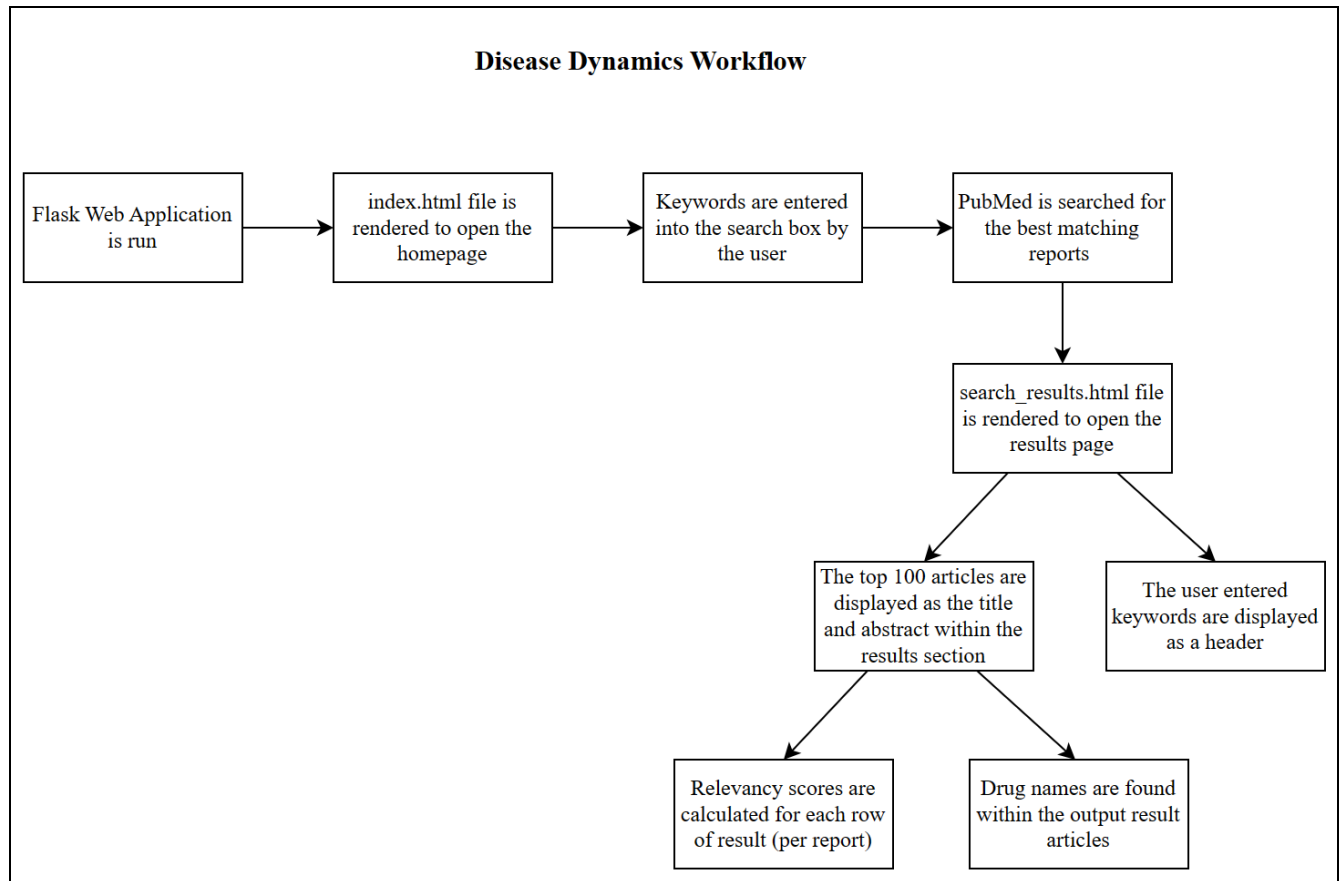 Disease Dynamics Workflow
Flask Web Application
is run
index.html file is
rendered to open the
homepage
Keywords are entered
into the search box by
the user
PubMed is searched for
the best matching
reports
search_results.html file
is rendered to open the
results page
The top 100 articles are
displayed as the title
and abstract within the
results section
The user entered
keywords are displayed
as a header
Relevancy scores are
calculated for each row
of result (per report)
Drug names are found
within the output result
articles